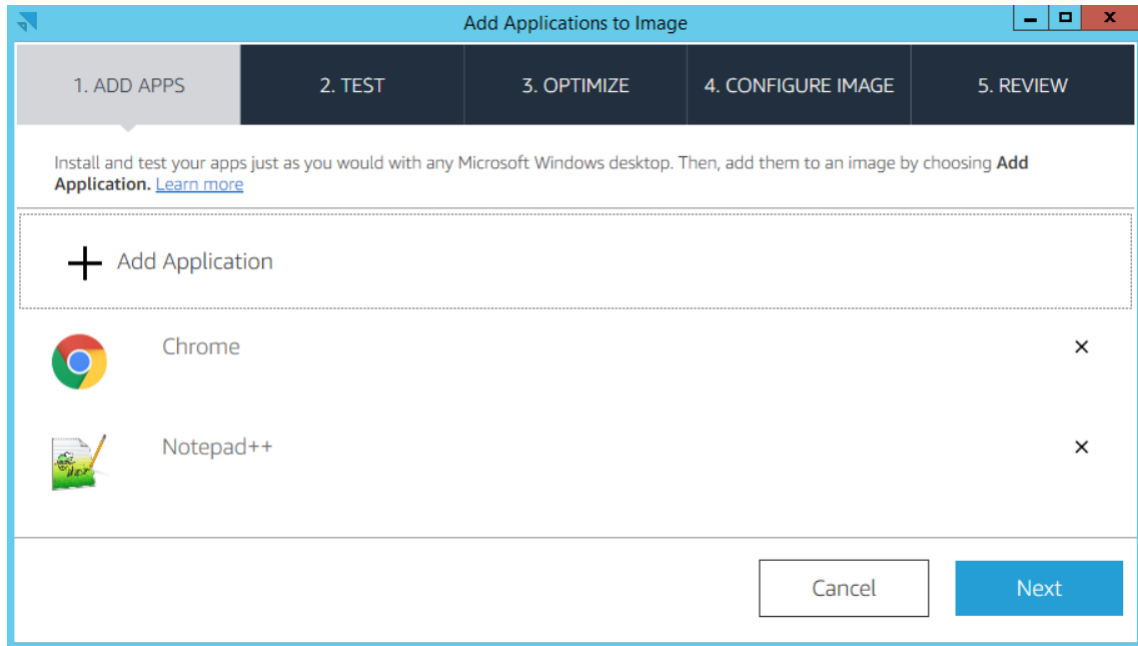 Add Applications to Image
1. ADD APPS
2. TEST
3. OPTIMIZE
4. CONFIGURE IMAGE
5. REVIEW
Install and test your apps just as you would with any Microsoft Windows desktop. Then, add them to an image by choosing Add
Application. Learn more
Add Application
Chrome
Notepad++
Cancel
Next